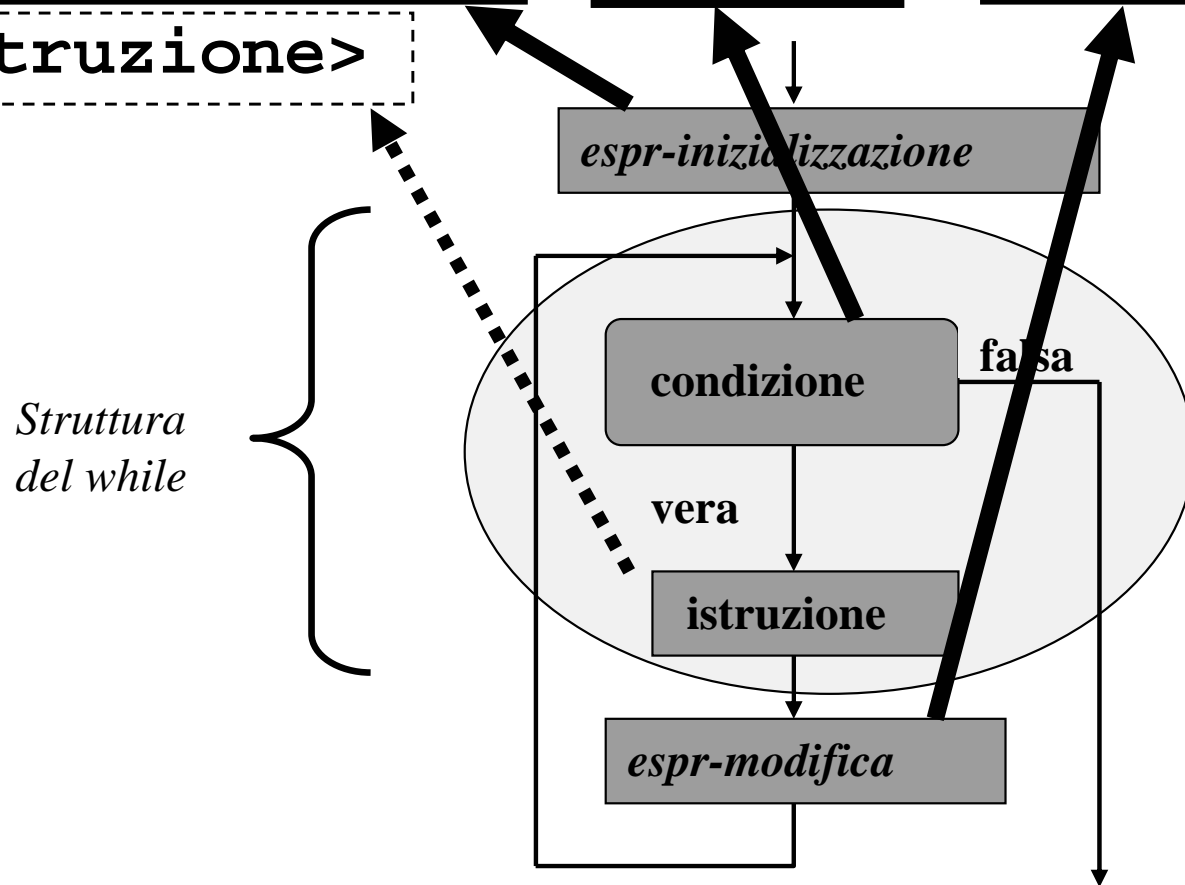 truzione>
espr-inizializzazione
condizione
falsa
Struttura
del while
vera
istruzione
espr-modifica